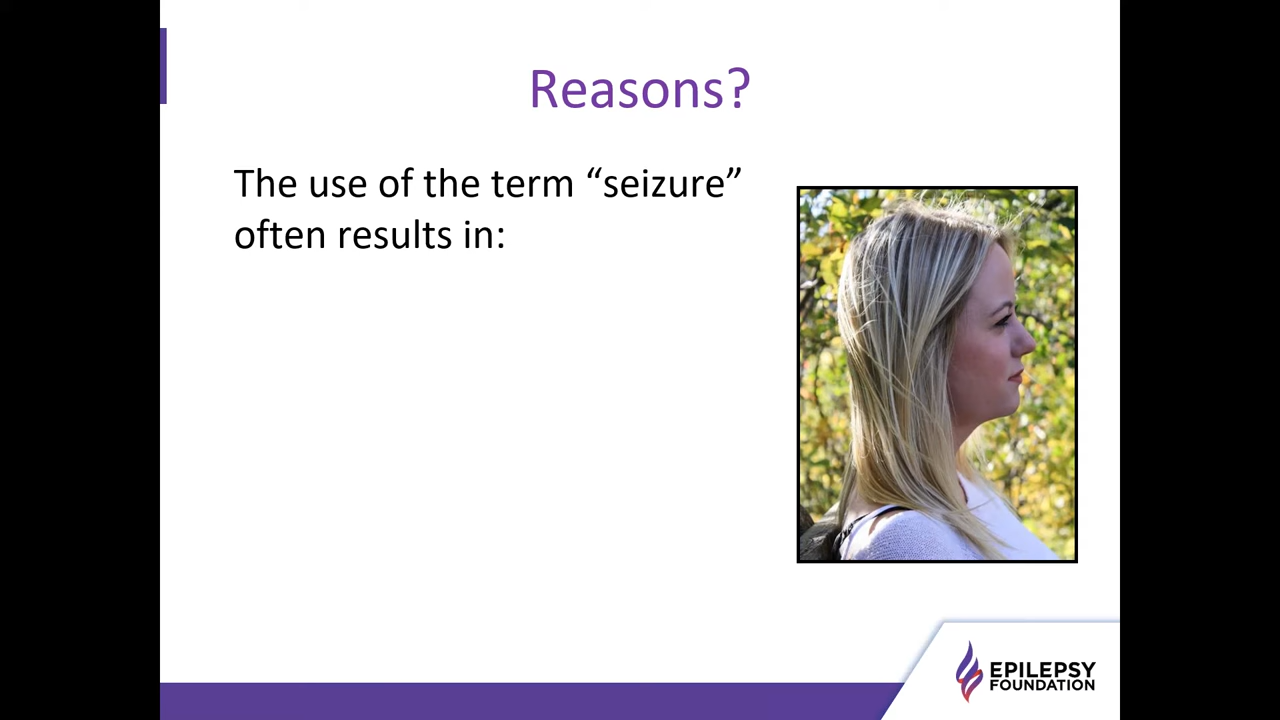 Reasons?
The use of the term “seizure”
often results in:
EPILEPSY
FOUNDATION